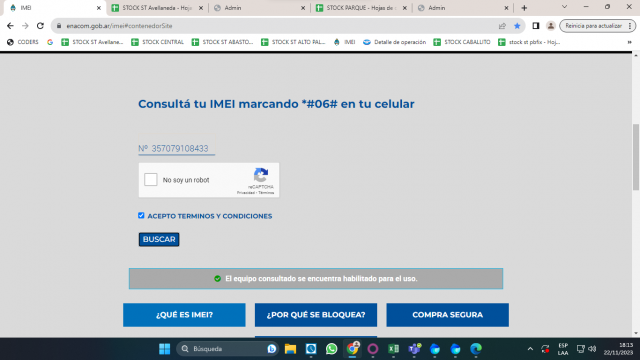 IMEI
STOCK ST Avellaneda - Hoj
Admin
STOCK PARQUE - Hojas de
Admin
enacom.gob.ar/imei#contenedorSite
Reinicia para actualizar
CODERS
STOCK ST Avellane...
STOCK CENTRAL
STOCK ST ABASTO...
STOCK ST ALTO PAL...
IMEI
Detalle de operación
STOCK CABALLITO
stock st pbfix - Hoj...
Consultá tu IMEI marcando *#06# en tu celular
Nº 357079108433
No soy un robot
reCAPTCHA
Privacidad - Términos
ACEPTO TERMINOS Y CONDICIONES
BUSCAR
El equipo consultado se encuentra habilitado para el uso.
¿QUÉ ES IMEI?
¿POR QUÉ SE BLOQUEA?
COMPRA SEGURA
Búsqueda
ESP
LAA
18:15
22/11/2023